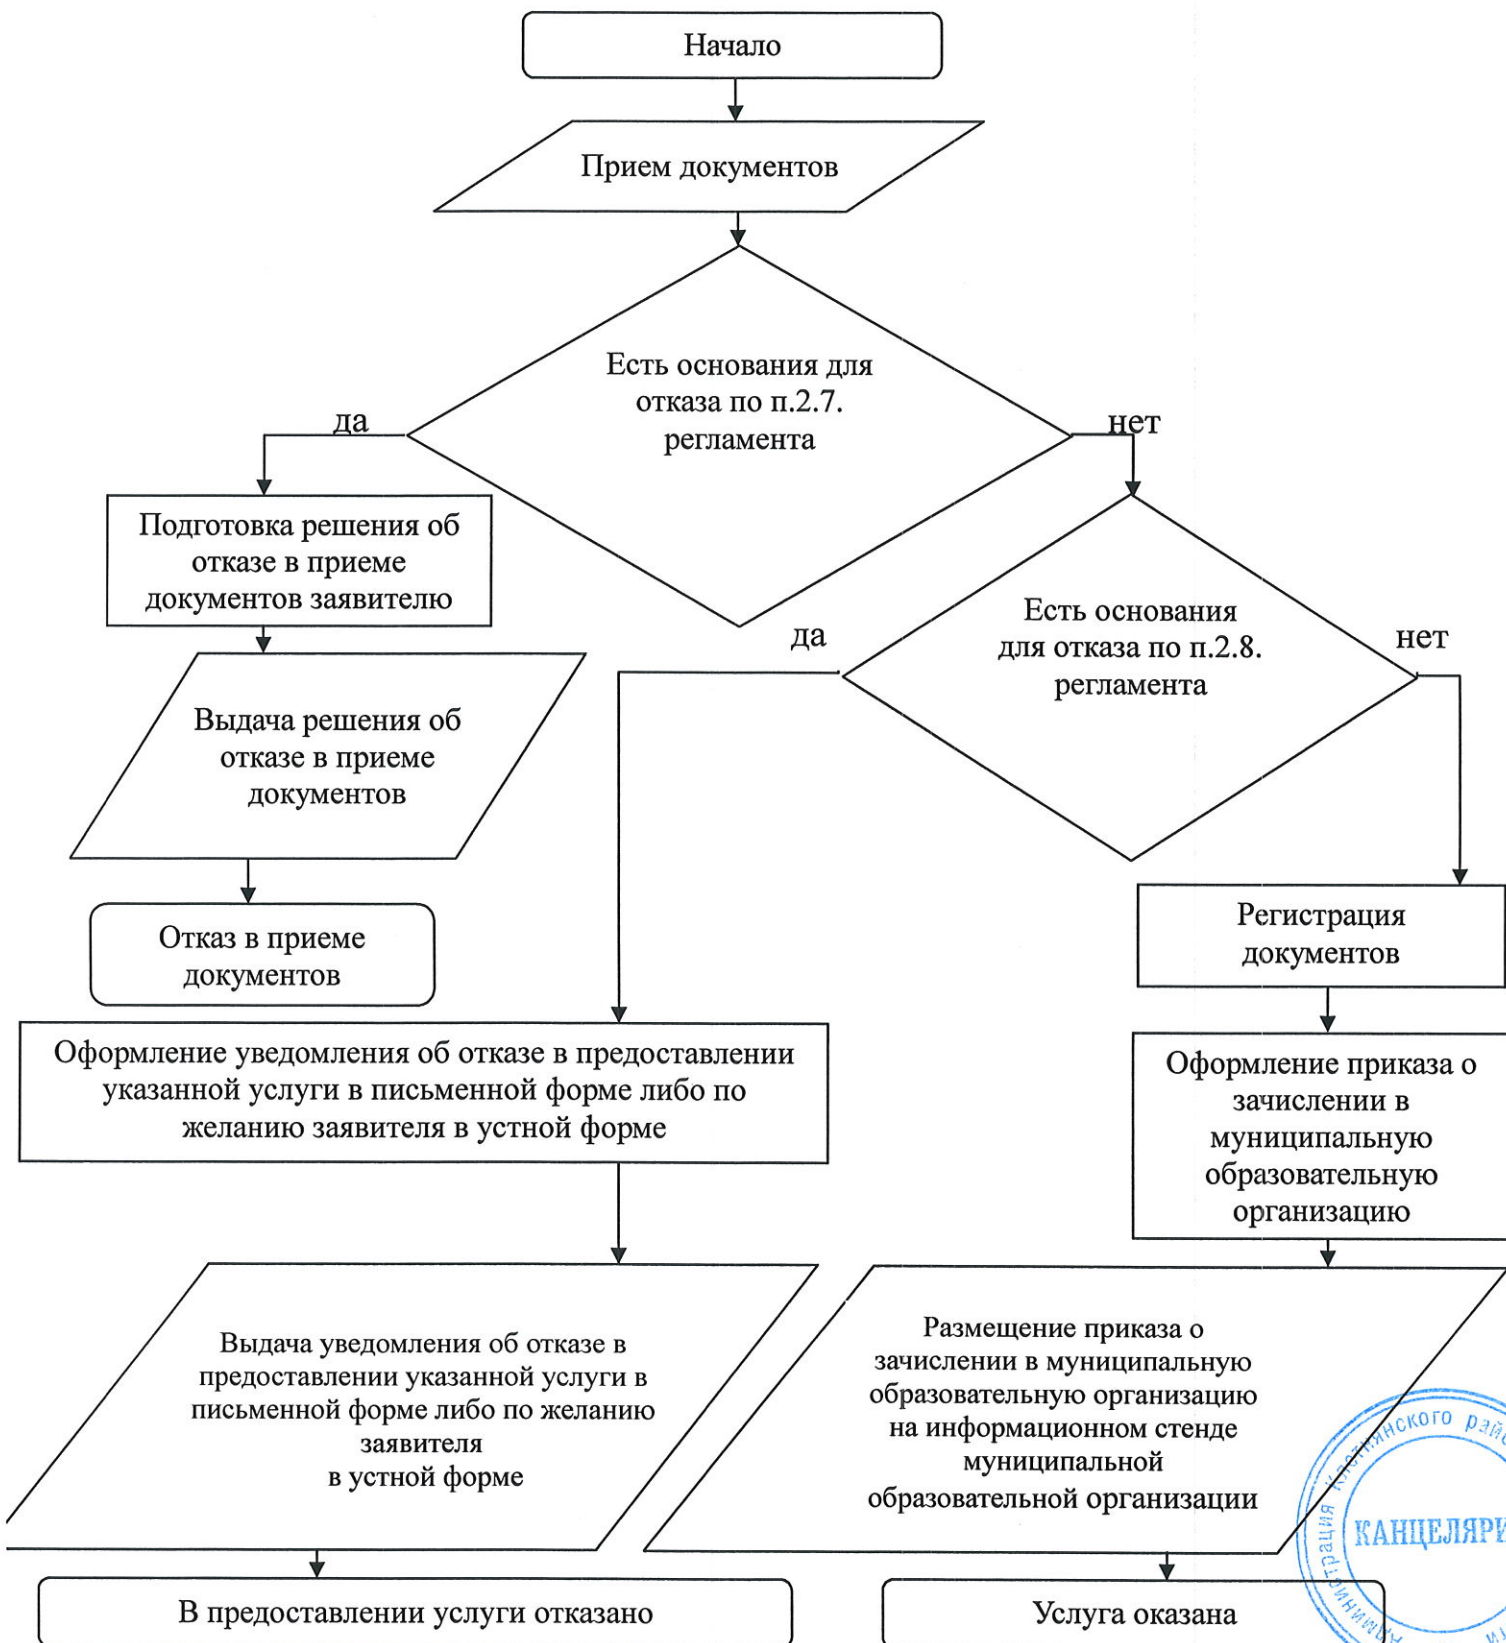 Начало
Прием документов
Есть основания для
отказа по п.2.7.
регламента
да
нет
Подготовка решения об
отказе в приеме
документов заявителю
Есть основания
для отказа по п.2.8.
регламента
да
нет
Выдача решения об
отказе в приеме
документов
Отказ в приеме
документов
Регистрация
документов
Оформление уведомления об отказе в предоставлении
указанной услуги в письменной форме либо по
желанию заявителя в устной форме
Оформление приказа о
зачислении в
муниципальную
образовательную
организацию
Выдача уведомления об отказе в
предоставлении указанной услуги в
письменной форме либо по желанию
заявителя
в устной форме
Размещение приказа о
зачислении в муниципальную
образовательную организацию
на информационном стенде
муниципальной
образовательной организации
В предоставлении услуги отказано
Услуга оказана
Администрация Клетнянского
КАНЦЕЛЯРИ